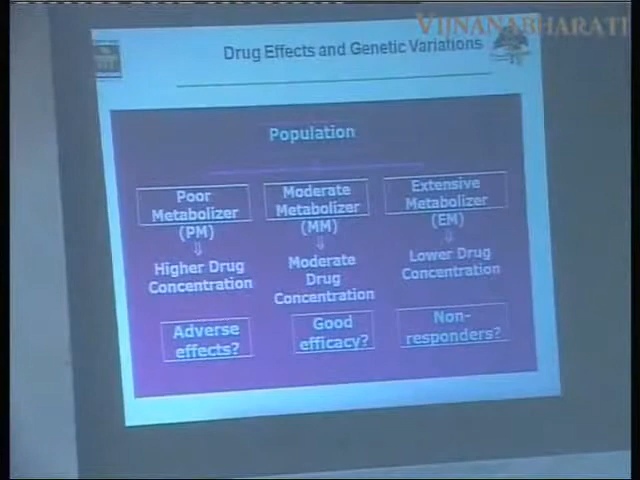 VIJNANABHARATI
Drug Effects and Genetic Variations
Population
Poor
Metabolizer
(PM)
Higher Drug
Concentration
Adverse
effects?
Moderate
Metabolizer
(MM)
Moderate
Drug
Concentration
Good
efficacy?
Extensive
Metabolizer
(EM)
Lower Drug
Concentration
Non-
responders?